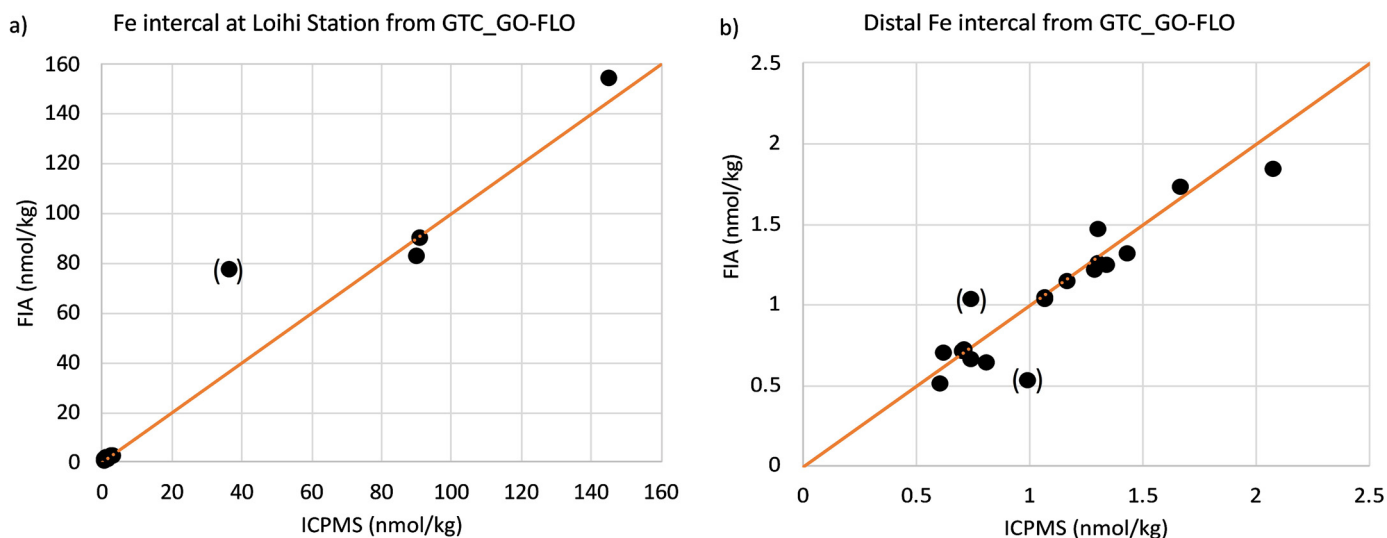 a)
Fe intercal at Loihi Station from GTC_GO-FLO
160
140
120
100
80
60
40
20
0
FIA (nmol/kg)
( )
0 20 40 60 80 100 120 140 160
ICPMS (nmol/kg)
b)
Distal Fe intercal from GTC_GO-FLO
2.5
2
1.5
1
0.5
0
FIA (nmol/kg)
( )
( )
0 0.5 1 1.5 2 2.5
ICPMS (nmol/kg)